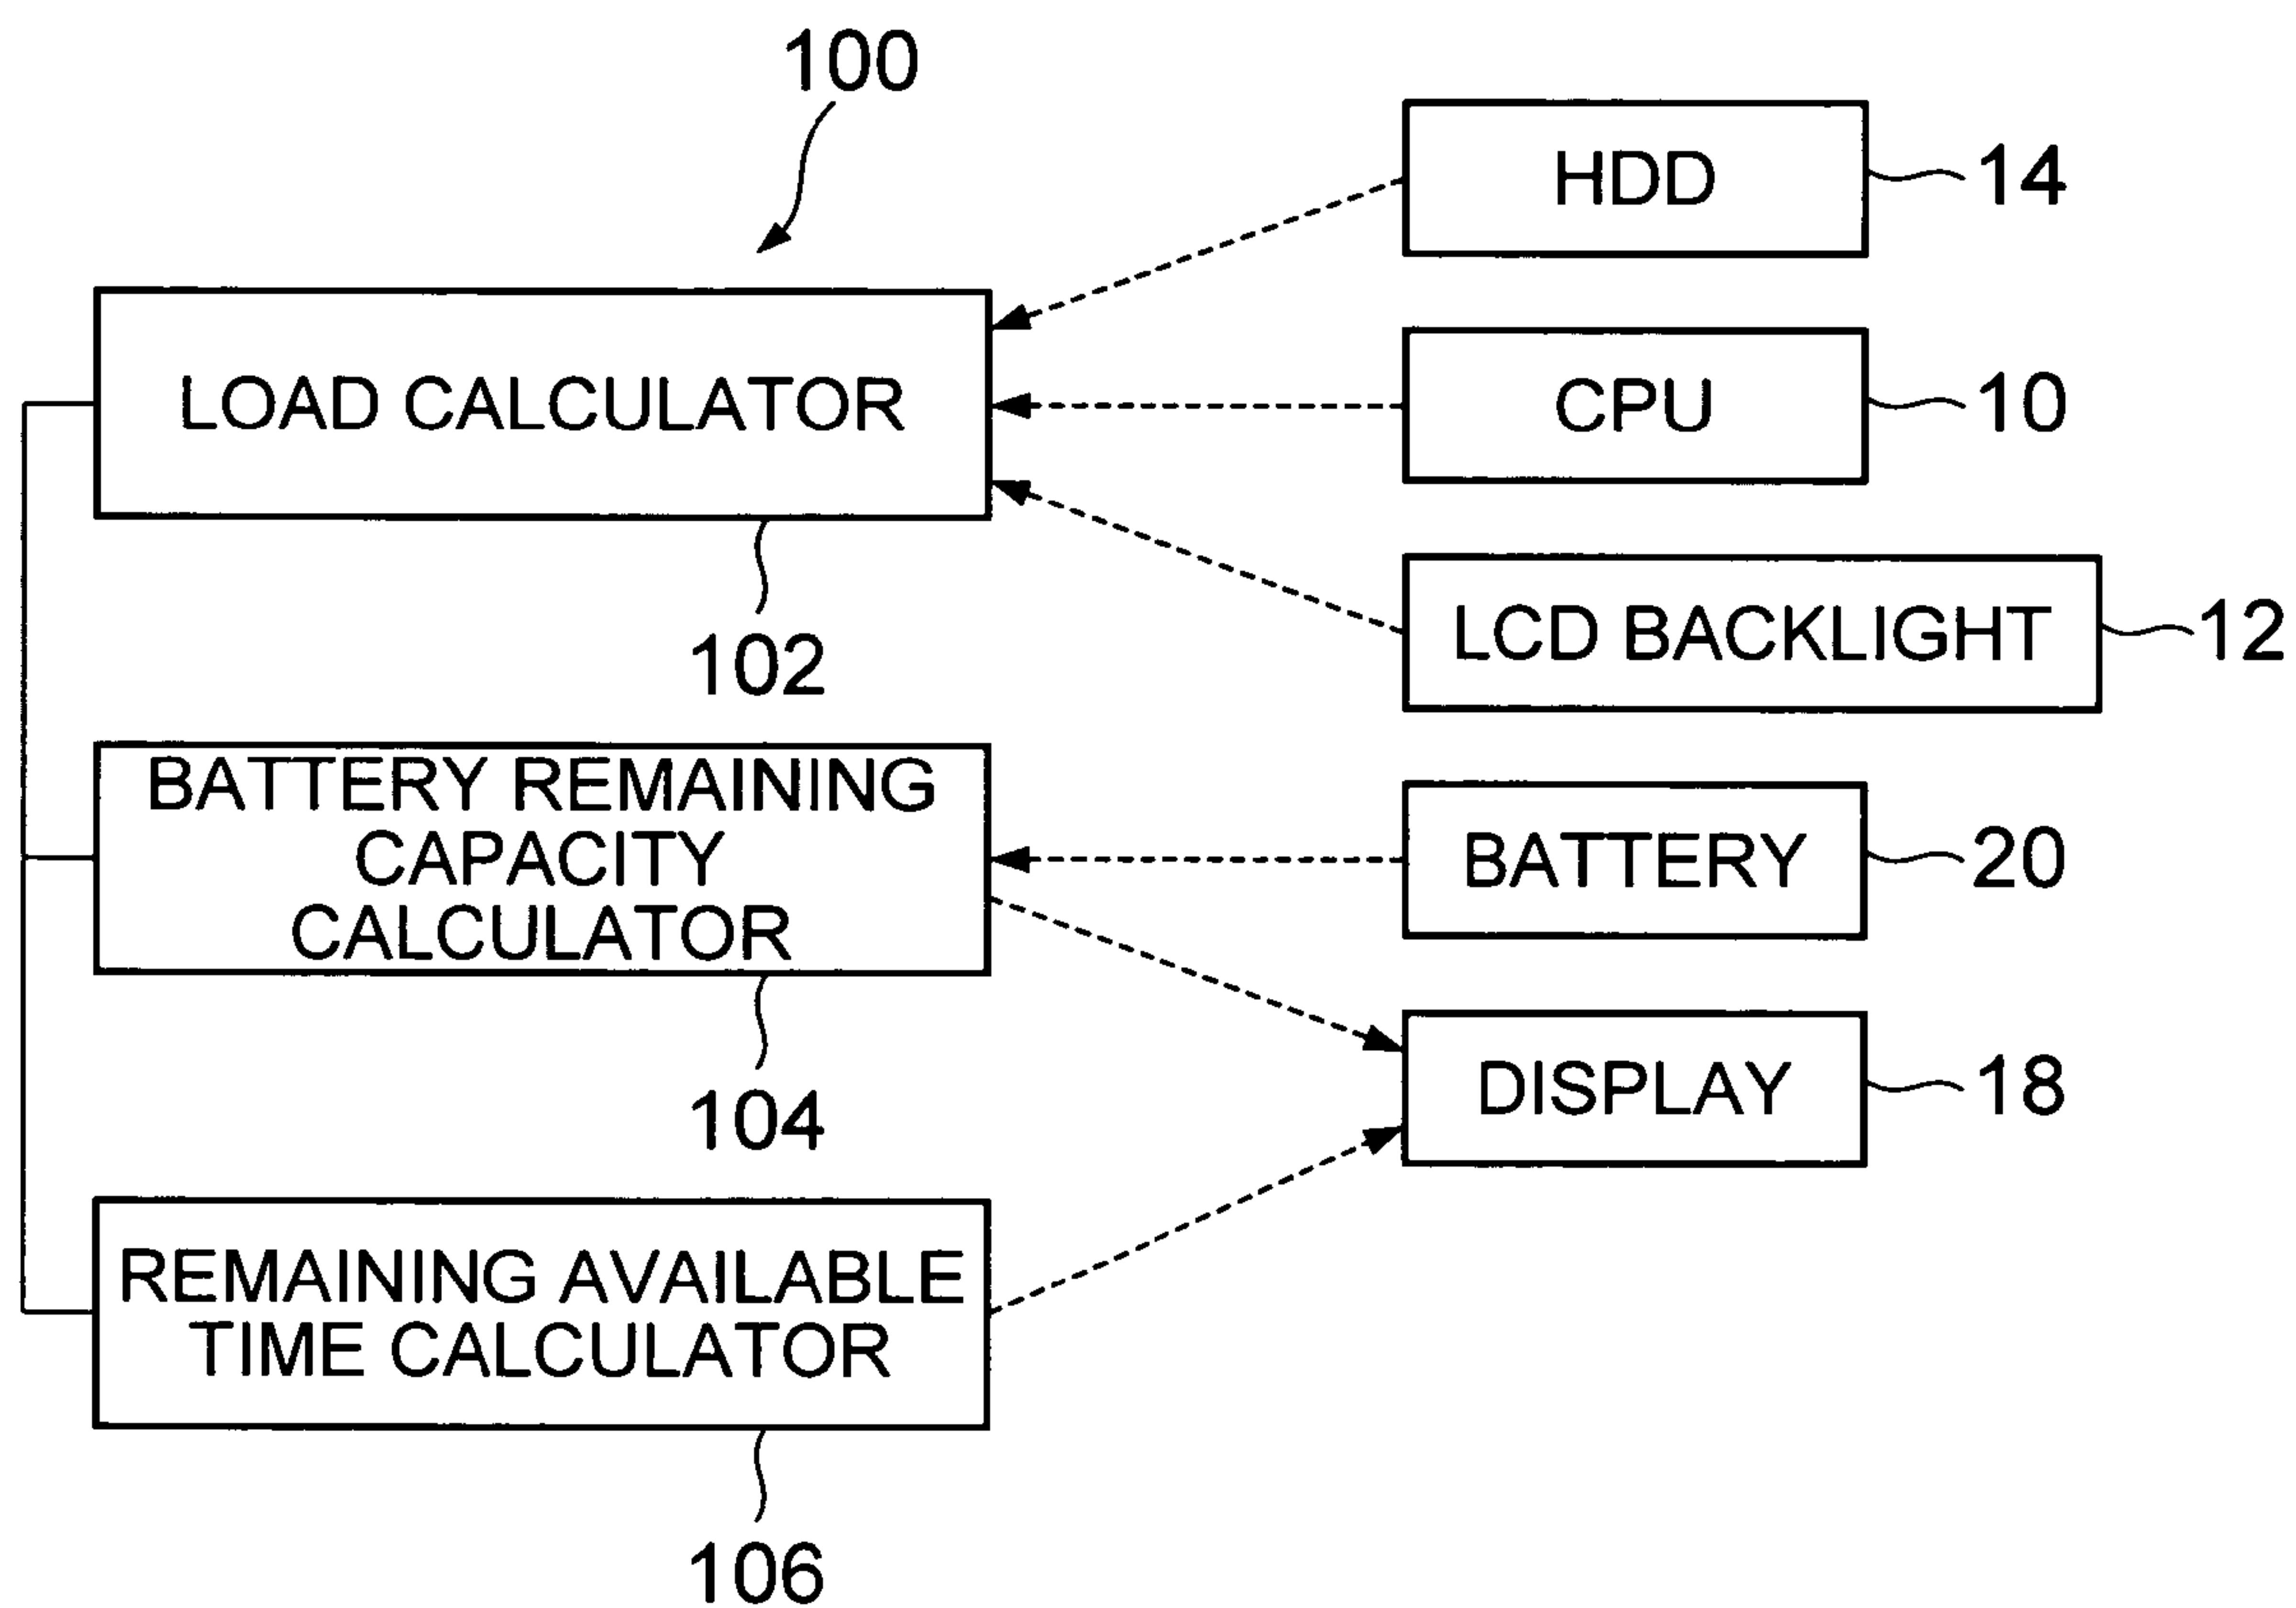 100
HDD
14
LOAD CALCULATOR
CPU
10
102
LCD BACKLIGHT
12
BATTERY REMAINING
CAPACITY
CALCULATOR
104
BATTERY
20
DISPLAY
18
REMAINING AVAILABLE
TIME CALCULATOR
106